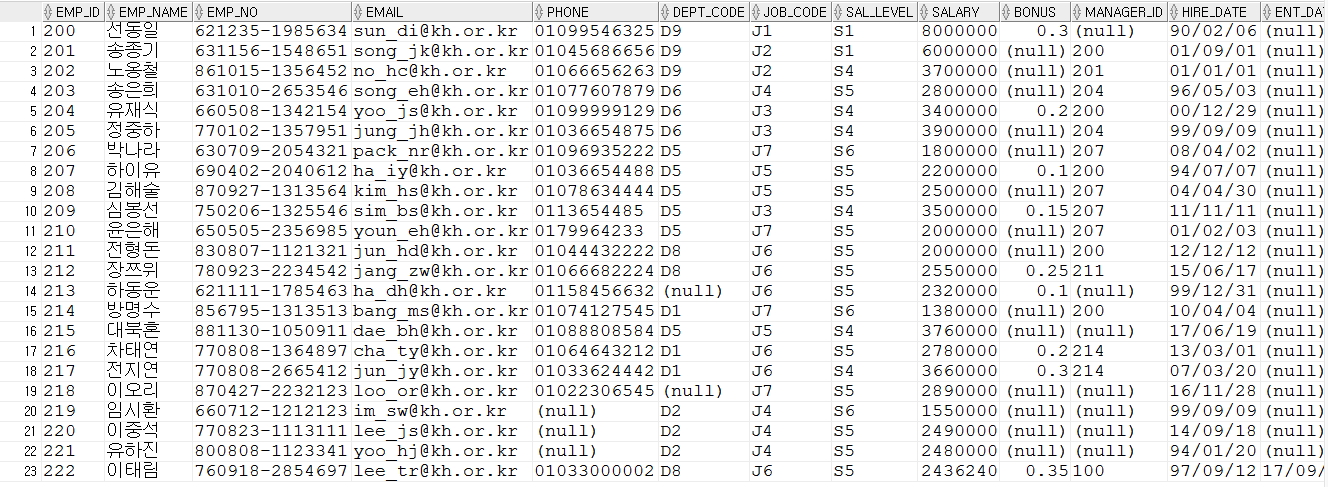 EMP_ID EMP_NAME EMP_NO EMAIL PHONE DEPT_CODE JOB_CODE SAL_LEVEL SALARY BONUS MANAGER_ID HIRE_DATE ENT_DA
1 200 선동일 621235-1985634 sun_di@kh.or.kr 01099546325 D9 J1 S1 8000000 0.3 (null) 90/02/06 (null)
2 201 송종기 631156-1548651 song_jk@kh.or.kr 01045686656 D9 J2 S1 6000000 (null) 200 01/09/01 (null)
3 202 노옹철 861015-1356452 no_hc@kh.or.kr 01066656263 D9 J2 S4 3700000 (null) 201 01/01/01 (null)
4 203 송은희 631010-2653546 song_eh@kh.or.kr 01077607879 D6 J4 S5 2800000 (null) 204 96/05/03 (null)
5 204 유재식 660508-1342154 yoo_js@kh.or.kr 01099999129 D6 J3 S4 3400000 0.2 200 00/12/29 (null)
6 205 정중하 770102-1357951 jung_jh@kh.or.kr 01036654875 D6 J3 S4 3900000 (null) 204 99/09/09 (null)
7 206 박나라 630709-2054321 pack_nr@kh.or.kr 01096935222 D5 J7 S6 1800000 (null) 207 08/04/02 (null)
8 207 하이유 690402-2040612 ha_iy@kh.or.kr 01036654488 D5 J5 S5 2200000 0.1 200 94/07/07 (null)
9 208 김해술 870927-1313564 kim_hs@kh.or.kr 01078634444 D5 J5 S5 2500000 (null) 207 04/04/30 (null)
10 209 심봉선 750206-1325546 sim_bs@kh.or.kr 0113654485 D5 J3 S4 3500000 0.15 207 11/11/11 (null)
11 210 윤은해 650505-2356985 youn_eh@kh.or.kr 0179964233 D5 J7 S5 2000000 (null) 207 01/02/03 (null)
12 211 전형돈 830807-1121321 jun_hd@kh.or.kr 01044432222 D8 J6 S5 2000000 (null) 200 12/12/12 (null)
13 212 장쯔위 780923-2234542 jang_zw@kh.or.kr 01066682224 D8 J6 S5 2550000 0.25 211 15/06/17 (null)
14 213 하동운 621111-1785463 ha_dh@kh.or.kr 01158456632 (null) J6 S5 2320000 0.1 (null) 99/12/31 (null)
15 214 방명수 856795-1313513 bang_ms@kh.or.kr 01074127545 D1 J7 S6 1380000 (null) 200 10/04/04 (null)
16 215 대북혼 881130-1050911 dae_bh@kh.or.kr 01088808584 D5 J5 S4 3760000 (null) (null) 17/06/19 (null)
17 216 차태연 770808-1364897 cha_ty@kh.or.kr 01064643212 D1 J6 S5 2780000 0.2 214 13/03/01 (null)
18 217 전지연 770808-2665412 jun_jy@kh.or.kr 01033624442 D1 J6 S4 3660000 0.3 214 07/03/20 (null)
19 218 이오리 870427-2232123 loo_or@kh.or.kr 01022306545 (null) J7 S5 2890000 (null) (null) 16/11/28 (null)
20 219 임시환 660712-1212123 im_sw@kh.or.kr (null) D2 J4 S6 1550000 (null) (null) 99/09/09 (null)
21 220 이중석 770823-1113111 lee_js@kh.or.kr (null) D2 J4 S5 2490000 (null) (null) 14/09/18 (null)
22 221 유하진 800808-1123341 yoo_hj@kh.or.kr (null) D2 J4 S5 2480000 (null) (null) 94/01/20 (null)
23 222 이태림 760918-2854697 lee_tr@kh.or.kr 01033000002 D8 J6 S5 2436240 0.35 100 97/09/12 17/09/